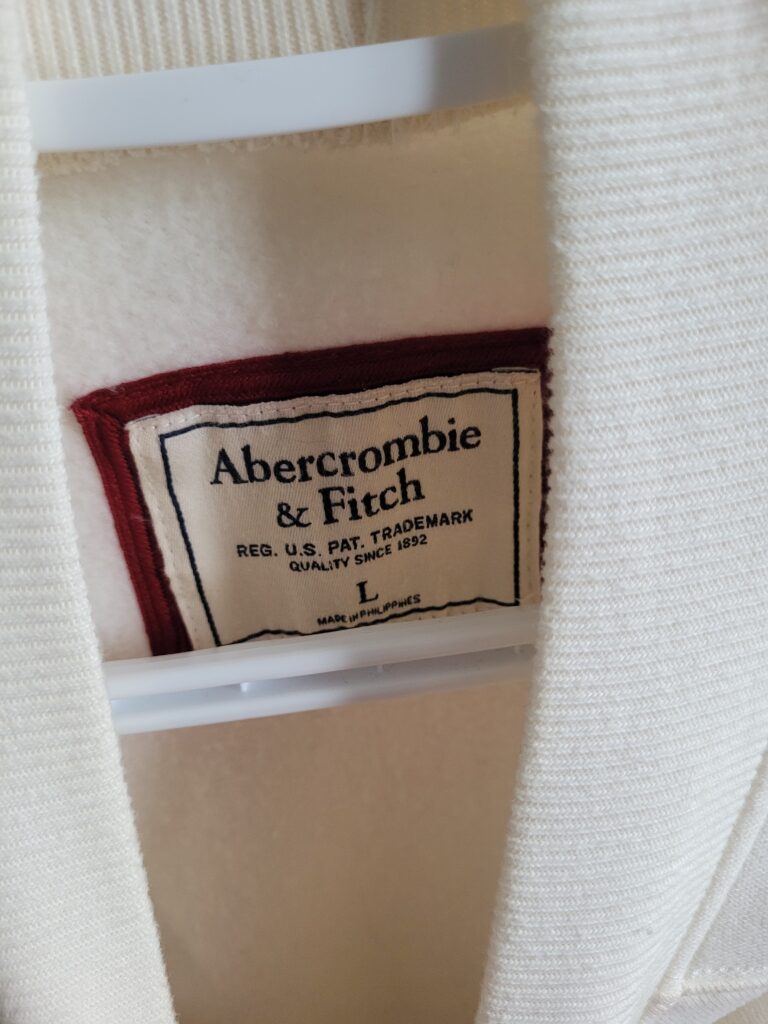 Abercrombie
& Fitch
REG. U.S. PAT. TRADEMARK
QUALITY SINCE 1892
L
MADE IN PHILIPPINES